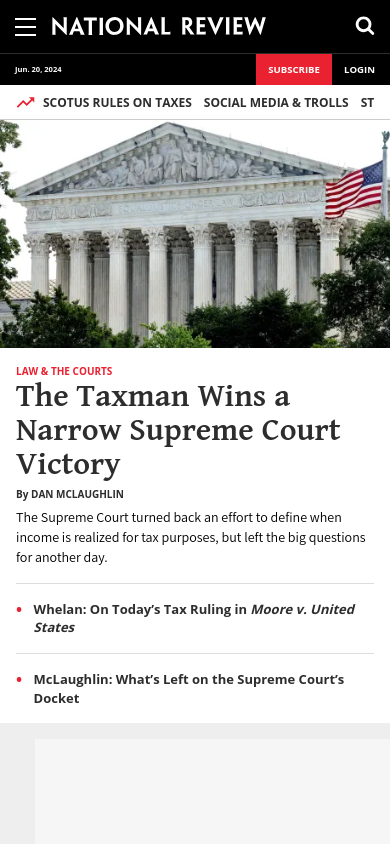 NATIONAL REVIEW
Jun. 20, 2024
SUBSCRIBE
LOGIN
SCOTUS RULES ON TAXES SOCIAL MEDIA & TROLLS ST
LAW & THE COURTS
The Taxman Wins a
Narrow Supreme Court
Victory
By DAN MCLAUGHLIN
The Supreme Court turned back an effort to define when
income is realized for tax purposes, but left the big questions
for another day.
• Whelan: On Today’s Tax Ruling in Moore v. United
States
• McLaughlin: What’s Left on the Supreme Court’s
Docket